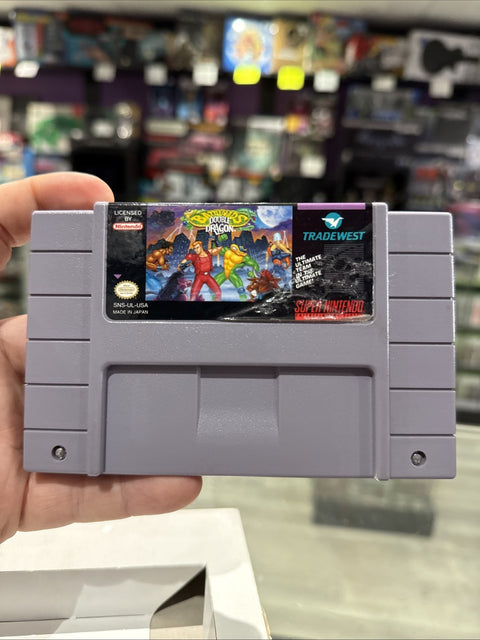 LICENSED
BY
Nintendo
BATTLETOADS
DOUBLE
DRAGON
TRADEWEST
THE
ULTIMATE
TEAM
IN THE
ULTIMATE
GAME!
SNS-UL-USA
MADE IN JAPAN
SUPER NINTENDO